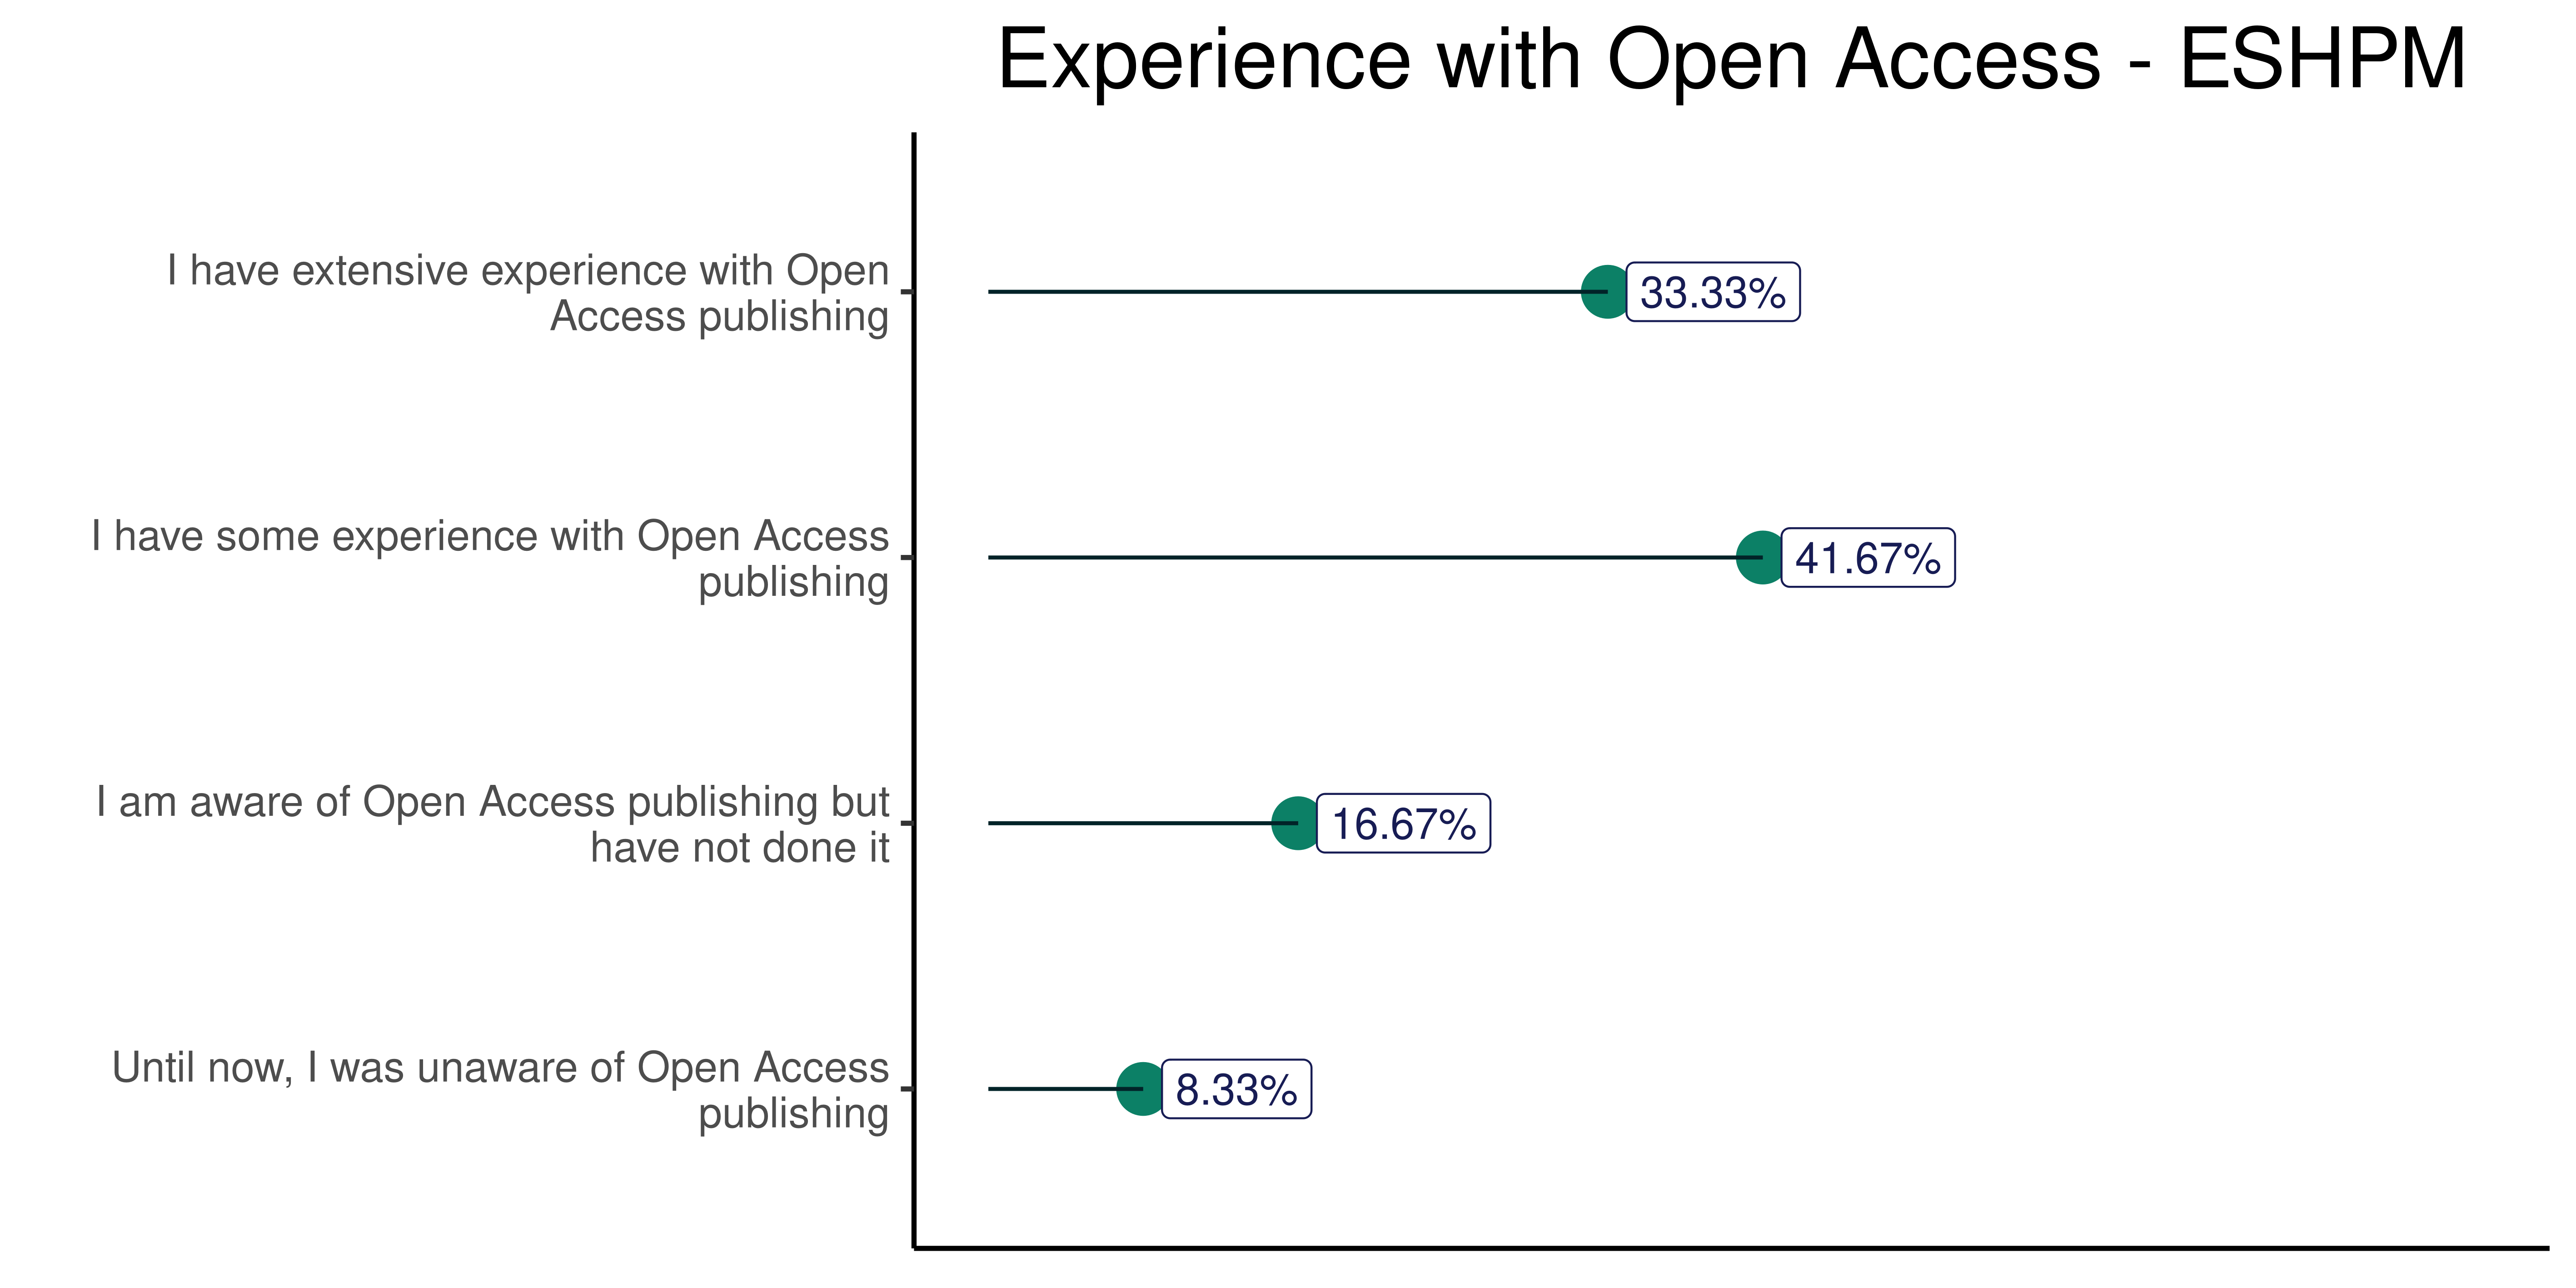 Experience with Open Access - ESHPM
I have extensive experience with Open
Access publishing
33.33%
I have some experience with Open Access
publishing
41.67%
I am aware of Open Access publishing but
have not done it
16.67%
Until now, I was unaware of Open Access
publishing
8.33%